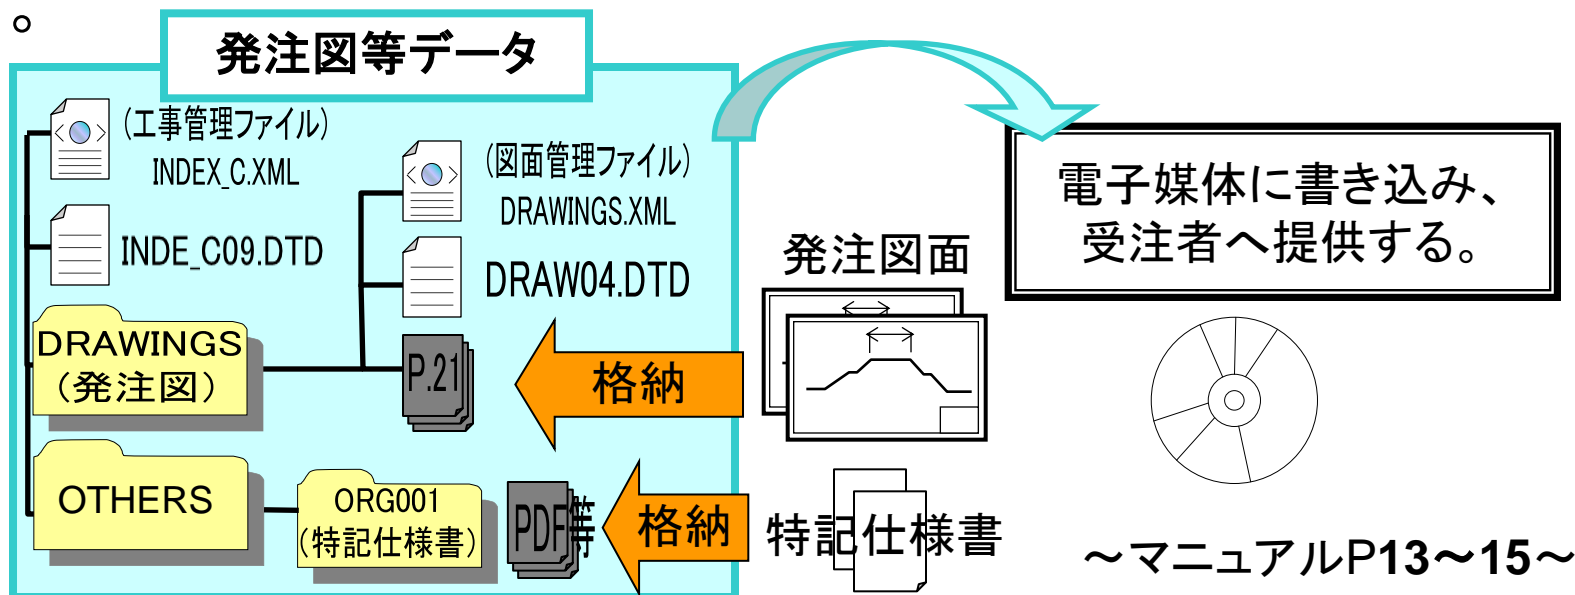 。
発注図等データ
(工事管理ファイル)
INDEX_C.XML
(図面管理ファイル)
DRAWINGS.XML
INDE_C09.DTD
DRAW04.DTD
DRAWINGS
(発注図)
P.21
格納
発注図面
OTHERS
ORG001
(特記仕様書)
PDF等
格納
特記仕様書
電子媒体に書き込み、
受注者へ提供する。
～マニュアルP13～15～